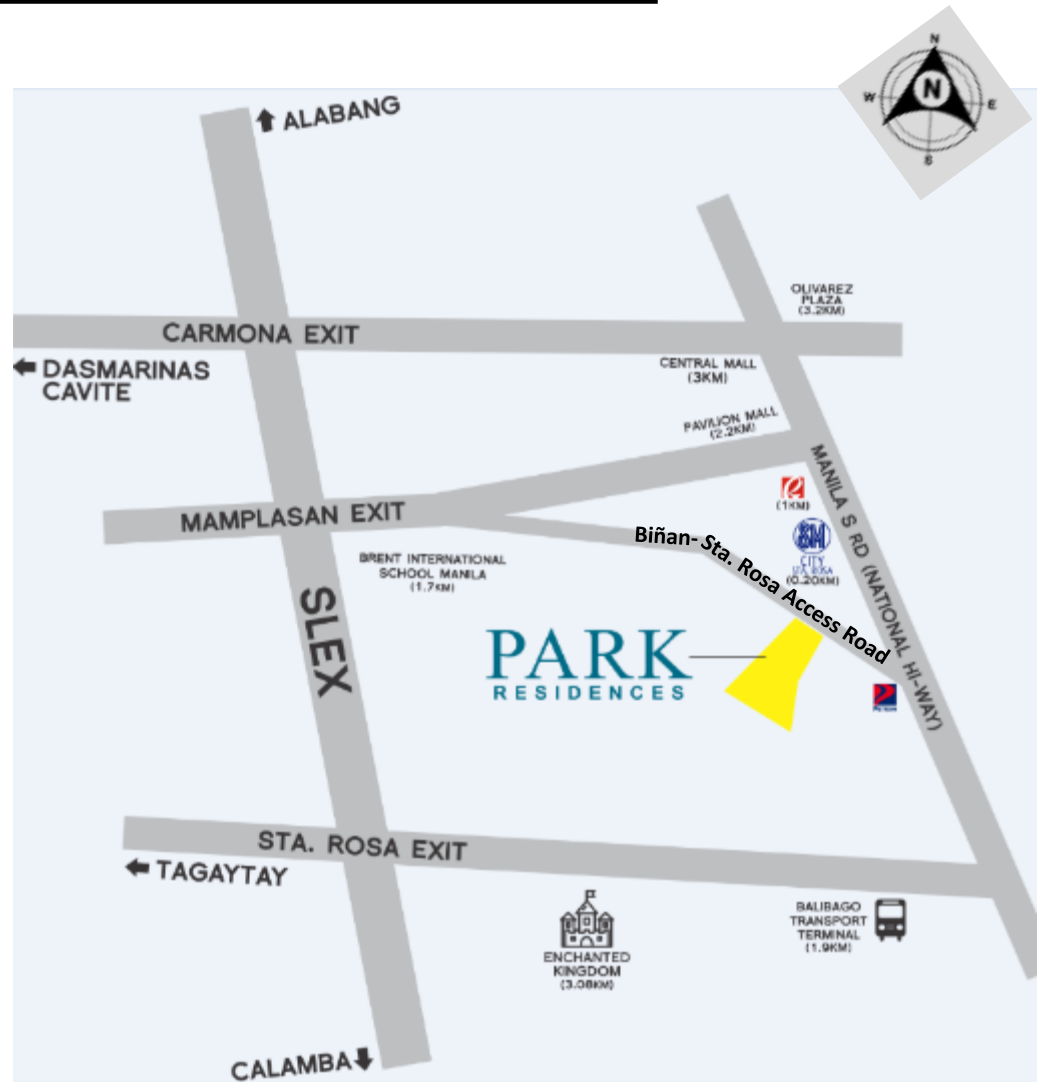 N
W
N
E
S
ALABANG
OLIVAREZ
PLAZA
(3.2KM)
CARMONA EXIT
DASMARINAS
CAVITE
CENTRAL MALL
(3KM)
PAVILION MALL
(2.2KM)
MANILA S RD (NATIONAL HI-WAY)
(1KM)
MAMPLASAN EXIT
SM
CITY
STA. ROSA
(0.20KM)
Biñan- Sta. Rosa Access Road
BRENT INTERNATIONAL
SCHOOL MANILA
(1.7KM)
SLEX
PARK
RESIDENCES
STA. ROSA EXIT
TAGAYTAY
BALIBAGO
TRANSPORT
TERMINAL
(1.9KM)
ENCHANTED
KINGDOM
(3.08KM)
CALAMBA